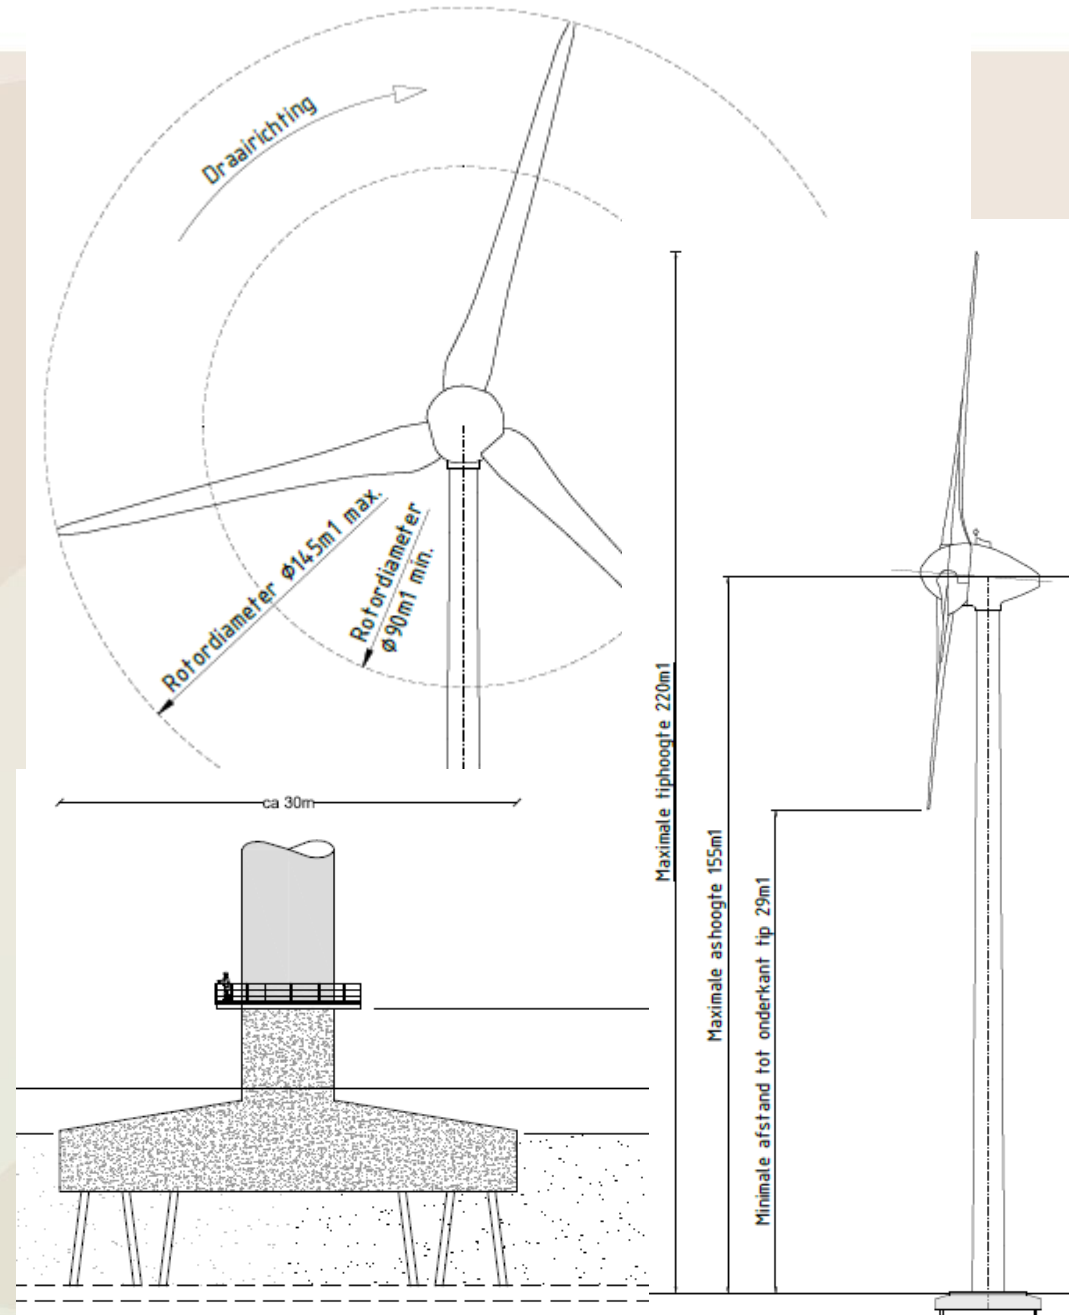 Draairichting
Rotordiameter ø145m1 max.
Rotordiameter
ø90m1 min.
ca 30m
Maximale tiphoogte 220m1
Maximale ashoogte 155m1
Minimale afstand tot onderkant tip 29m1